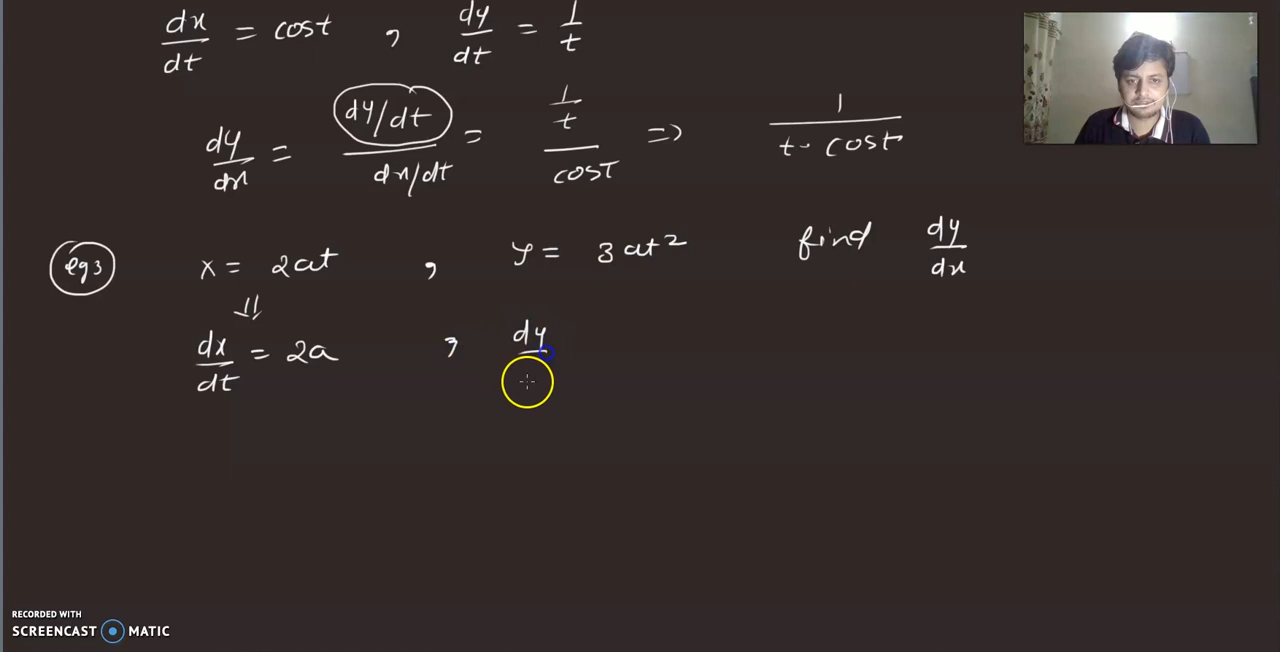 dx/dt = cost , dy/dt = 1/t
dy/dx = (dy/dt)/(dx/dt) = (1/t)/cost => 1/(t · cost)
eg3 x = 2at , y = 3at² find dy/dx
⇓
dx/dt = 2a , dy
RECORDED WITH
SCREENCAST MATIC